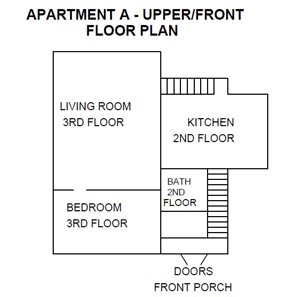 APARTMENT A - UPPER/FRONT
FLOOR PLAN
LIVING ROOM
3RD FLOOR
KITCHEN
2ND FLOOR
BATH
2ND
FLOOR
BEDROOM
3RD FLOOR
DOORS
FRONT PORCH